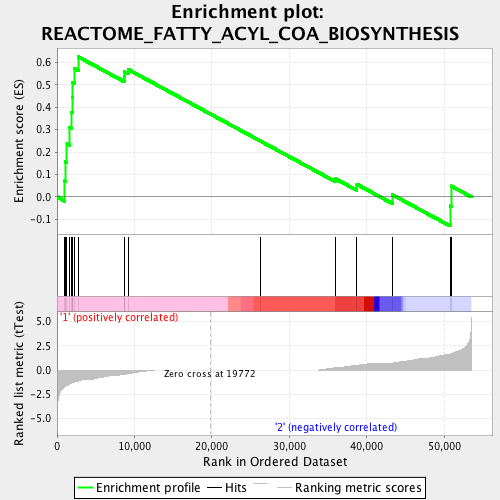 Enrichment plot:
REACTOME_FATTY_ACYL_COA_BIOSYNTHESIS
Enrichment score (ES)
0.6
0.5
0.4
0.3
0.2
0.1
0.0
-0.1
'1' (positively correlated)
Ranked list metric (tTest)
5.0
2.5
0.0
-2.5
-5.0
Zero cross at 19772
'2' (negatively correlated)
0 10,000 20,000 30,000 40,000 50,000
Rank in Ordered Dataset
Enrichment profile Hits Ranking metric scores